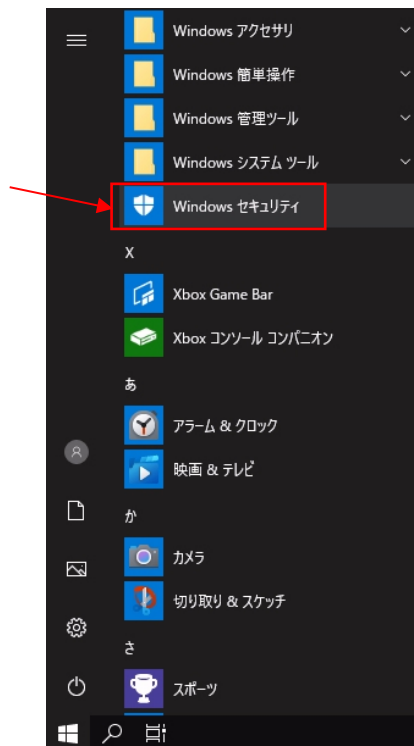 Windows アクセサリ
Windows 簡単操作
Windows 管理ツール
Windows システム ツール
Windows セキュリティ
X
Xbox Game Bar
Xbox コンソール コンパニオン
あ
アラーム & クロック
映画 & テレビ
か
カメラ
切り取り & スケッチ
さ
スポーツ